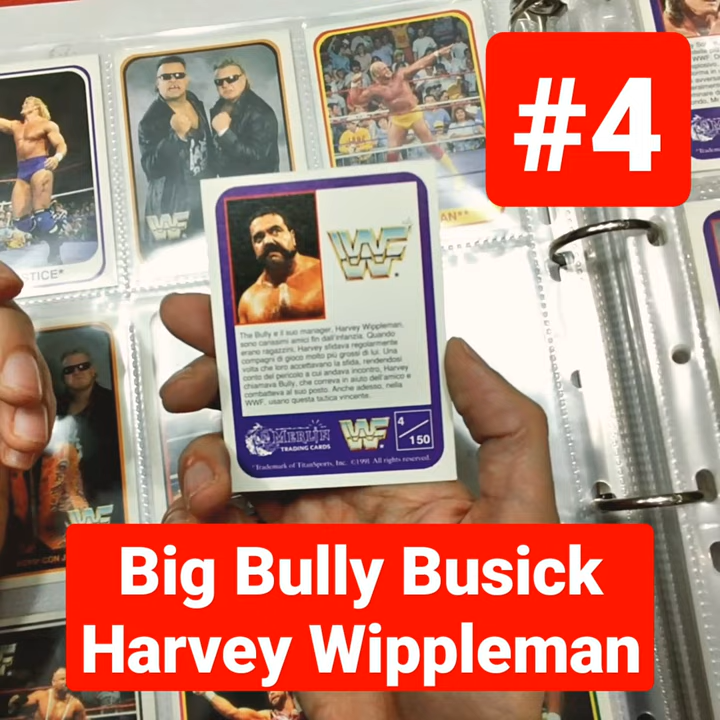 #4
TICE*
AN**
The Bully e il suo manager, Harvey Wippleman,
sono carissimi amici fin dall'infanzia. Quando
erano ragazzini, Harvey sfidava regolarmente
compagni di gioco molto più grossi di lui. Una
volta che loro accettavano la sfida, rendendosi
conto del pericolo a cui andava incontro, Harvey
chiamava Bully, che correva in aiuto dell'amico e
combatteva al suo posto. Anche adesso, nella
WWF, usano questa tattica vincente.
MERLIN
TRADING CARDS
WF
4
150
*Trademark of TitanSports, Inc. ©1991 All rights reserved.
Big Bully Busick
Harvey Wippleman